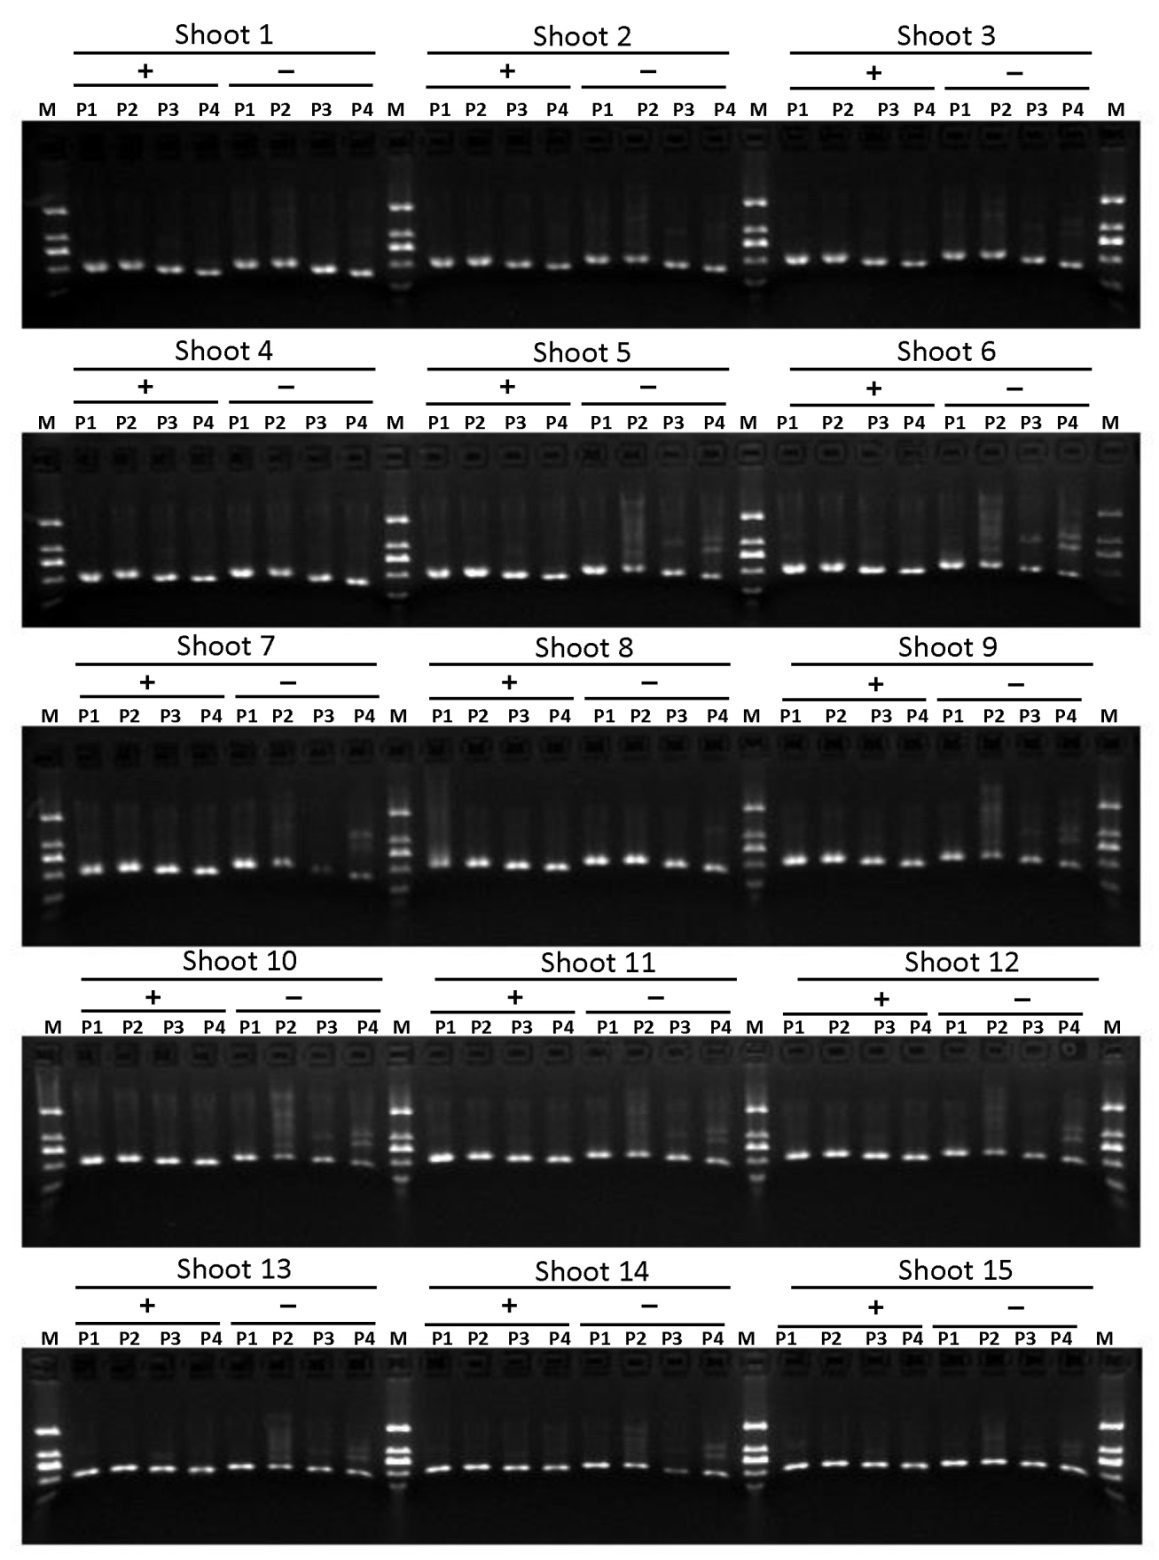 Shoot 1 Shoot 2 Shoot 3
+ – + – + –
M P1 P2 P3 P4 P1 P2 P3 P4 M P1 P2 P3 P4 P1 P2 P3 P4 M P1 P2 P3 P4 P1 P2 P3 P4 M
Shoot 4 Shoot 5 Shoot 6
+ – + – + –
M P1 P2 P3 P4 P1 P2 P3 P4 M P1 P2 P3 P4 P1 P2 P3 P4 M P1 P2 P3 P4 P1 P2 P3 P4 M
Shoot 7 Shoot 8 Shoot 9
+ – + – + –
M P1 P2 P3 P4 P1 P2 P3 P4 M P1 P2 P3 P4 P1 P2 P3 P4 M P1 P2 P3 P4 P1 P2 P3 P4 M
Shoot 10 Shoot 11 Shoot 12
+ – + – + –
M P1 P2 P3 P4 P1 P2 P3 P4 M P1 P2 P3 P4 P1 P2 P3 P4 M P1 P2 P3 P4 P1 P2 P3 P4 M
Shoot 13 Shoot 14 Shoot 15
+ – + – + –
M P1 P2 P3 P4 P1 P2 P3 P4 M P1 P2 P3 P4 P1 P2 P3 P4 M P1 P2 P3 P4 P1 P2 P3 P4 M